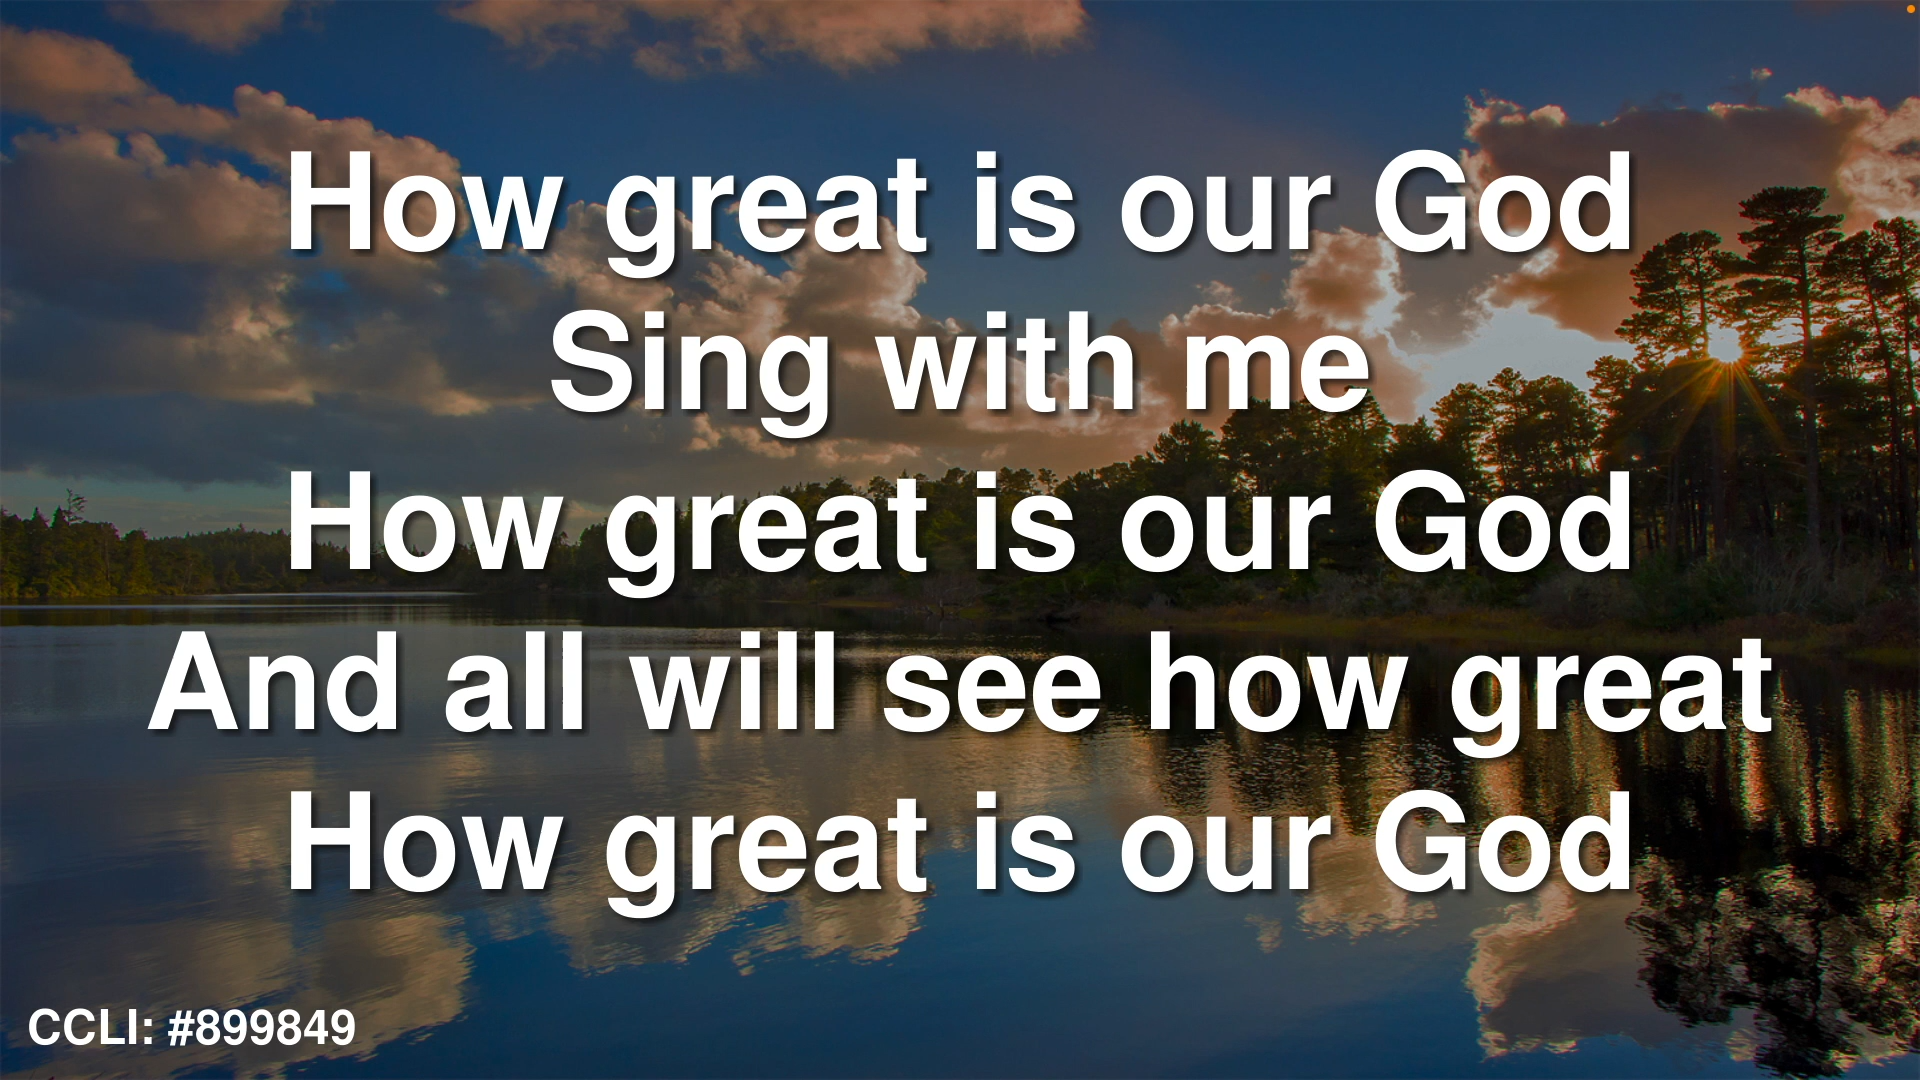 How great is our God
Sing with me
How great is our God
And all will see how great
How great is our God
CCLI: #899849